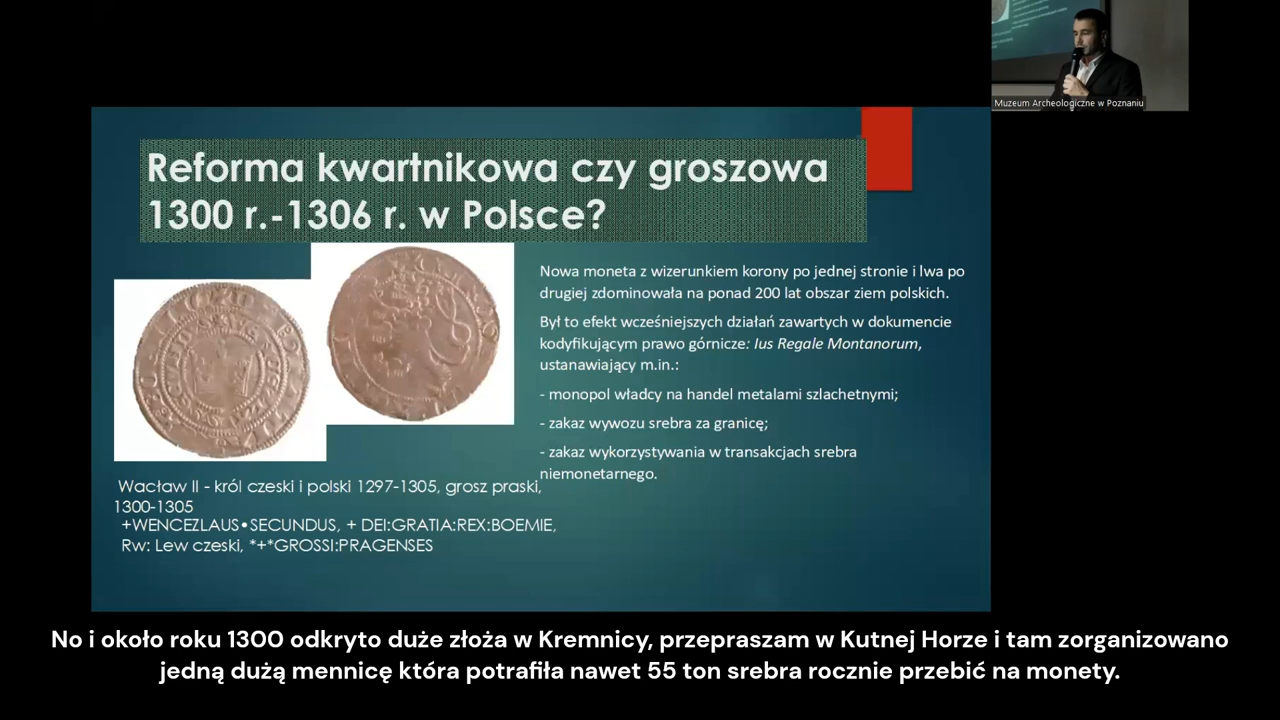 Muzeum Archeologiczne w Poznaniu
Reforma kwartnikowa czy groszowa
1300 r.-1306 r. w Polsce?
Nowa moneta z wizerunkiem korony po jednej stronie i lwa po
drugiej zdominowała na ponad 200 lat obszar ziem polskich.
Był to efekt wcześniejszych działań zawartych w dokumencie
kodyfikującym prawo górnicze: Ius Regale Montanorum,
ustanawiający m.in.:
- monopol władcy na handel metalami szlachetnymi;
- zakaz wywozu srebra za granicę;
- zakaz wykorzystywania w transakcjach srebra
niemonetarnego.
Wacław II - król czeski i polski 1297-1305, grosz praski,
1300-1305
+WENCEZLAUS•SECUNDUS, + DEI:GRATIA:REX:BOEMIE,
Rw: Lew czeski, *+*GROSSI:PRAGENSES
No i około roku 1300 odkryto duże złoża w Kremnicy, przepraszam w Kutnej Horze i tam zorganizowano
jedną dużą mennicę która potrafiła nawet 55 ton srebra rocznie przebić na monety.